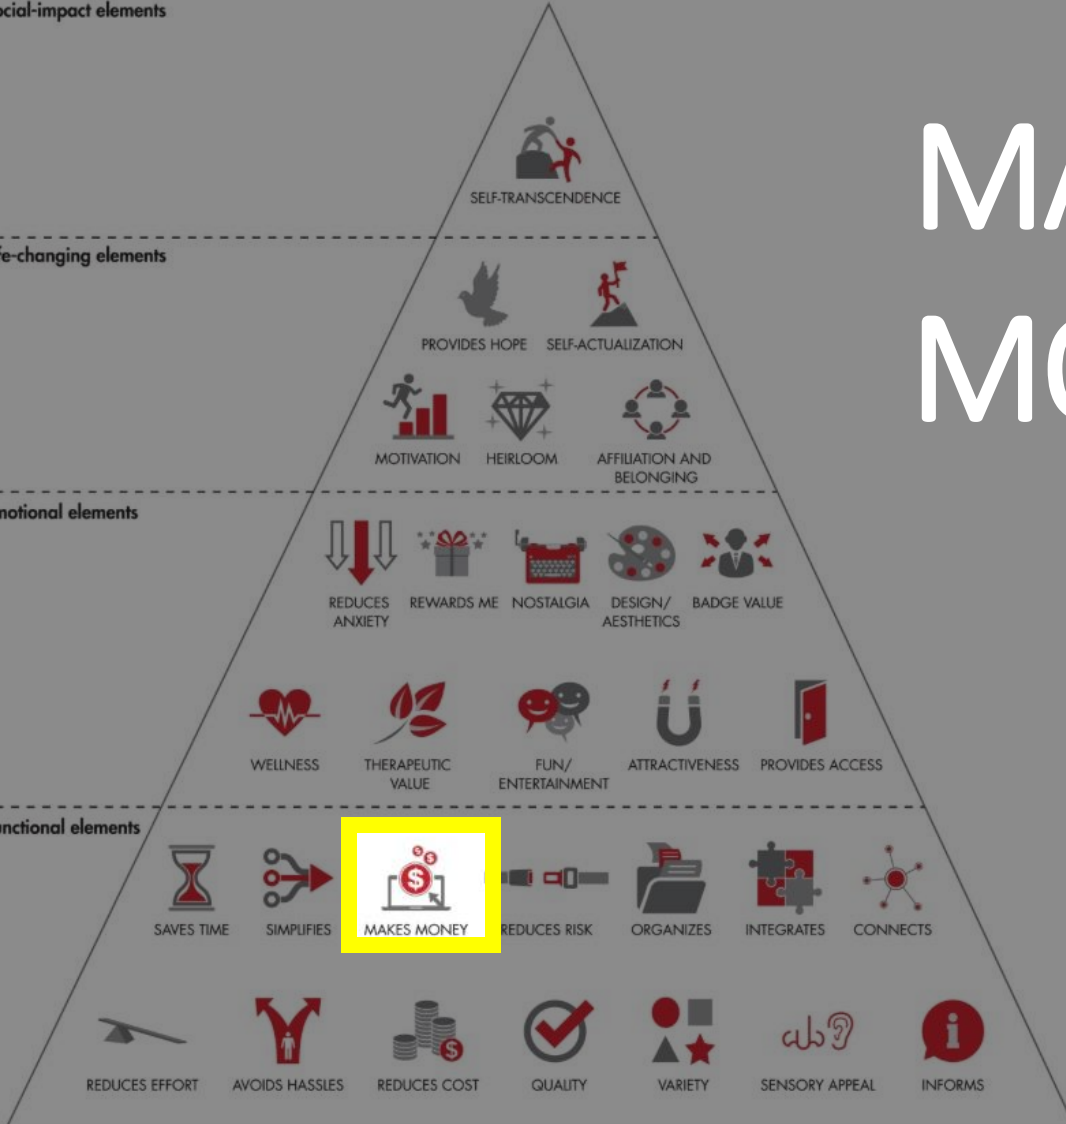 ocial-impact elements
MA
SELF-TRANSCENDENCE
fe-changing elements
MO
PROVIDES HOPE SELF-ACTUALIZATION
MOTIVATION HEIRLOOM AFFILIATION AND
BELONGING
motional elements
REDUCES REWARDS ME NOSTALGIA DESIGN/ BADGE VALUE
ANXIETY AESTHETICS
WELLNESS THERAPEUTIC FUN/ ATTRACTIVENESS PROVIDES ACCESS
VALUE ENTERTAINMENT
unctional elements
SAVES TIME SIMPLIFIES MAKES MONEY REDUCES RISK ORGANIZES INTEGRATES CONNECTS
REDUCES EFFORT AVOIDS HASSLES REDUCES COST QUALITY VARIETY SENSORY APPEAL INFORMS